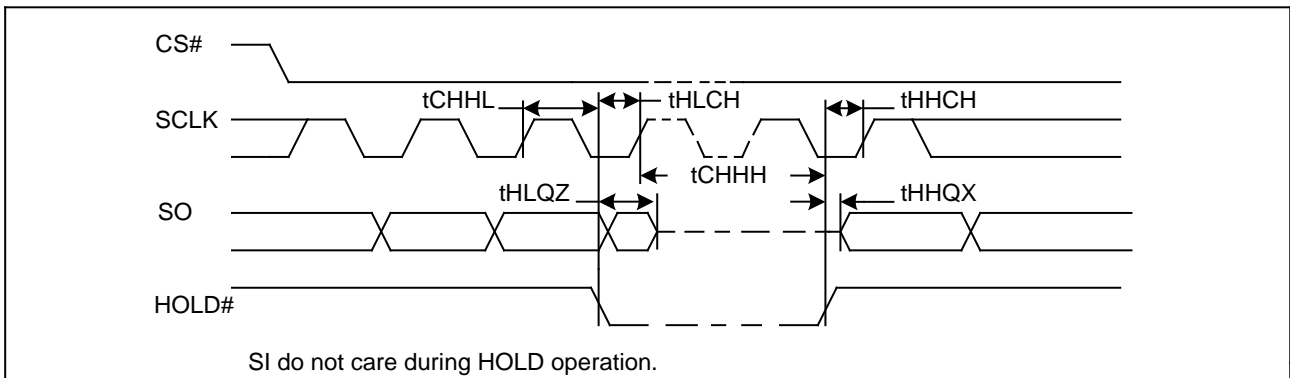 CS#
tCHHL
tHLCH
tHHCH
SCLK
tCHHH
tHLQZ
tHHQX
SO
HOLD#
SI do not care during HOLD operation.